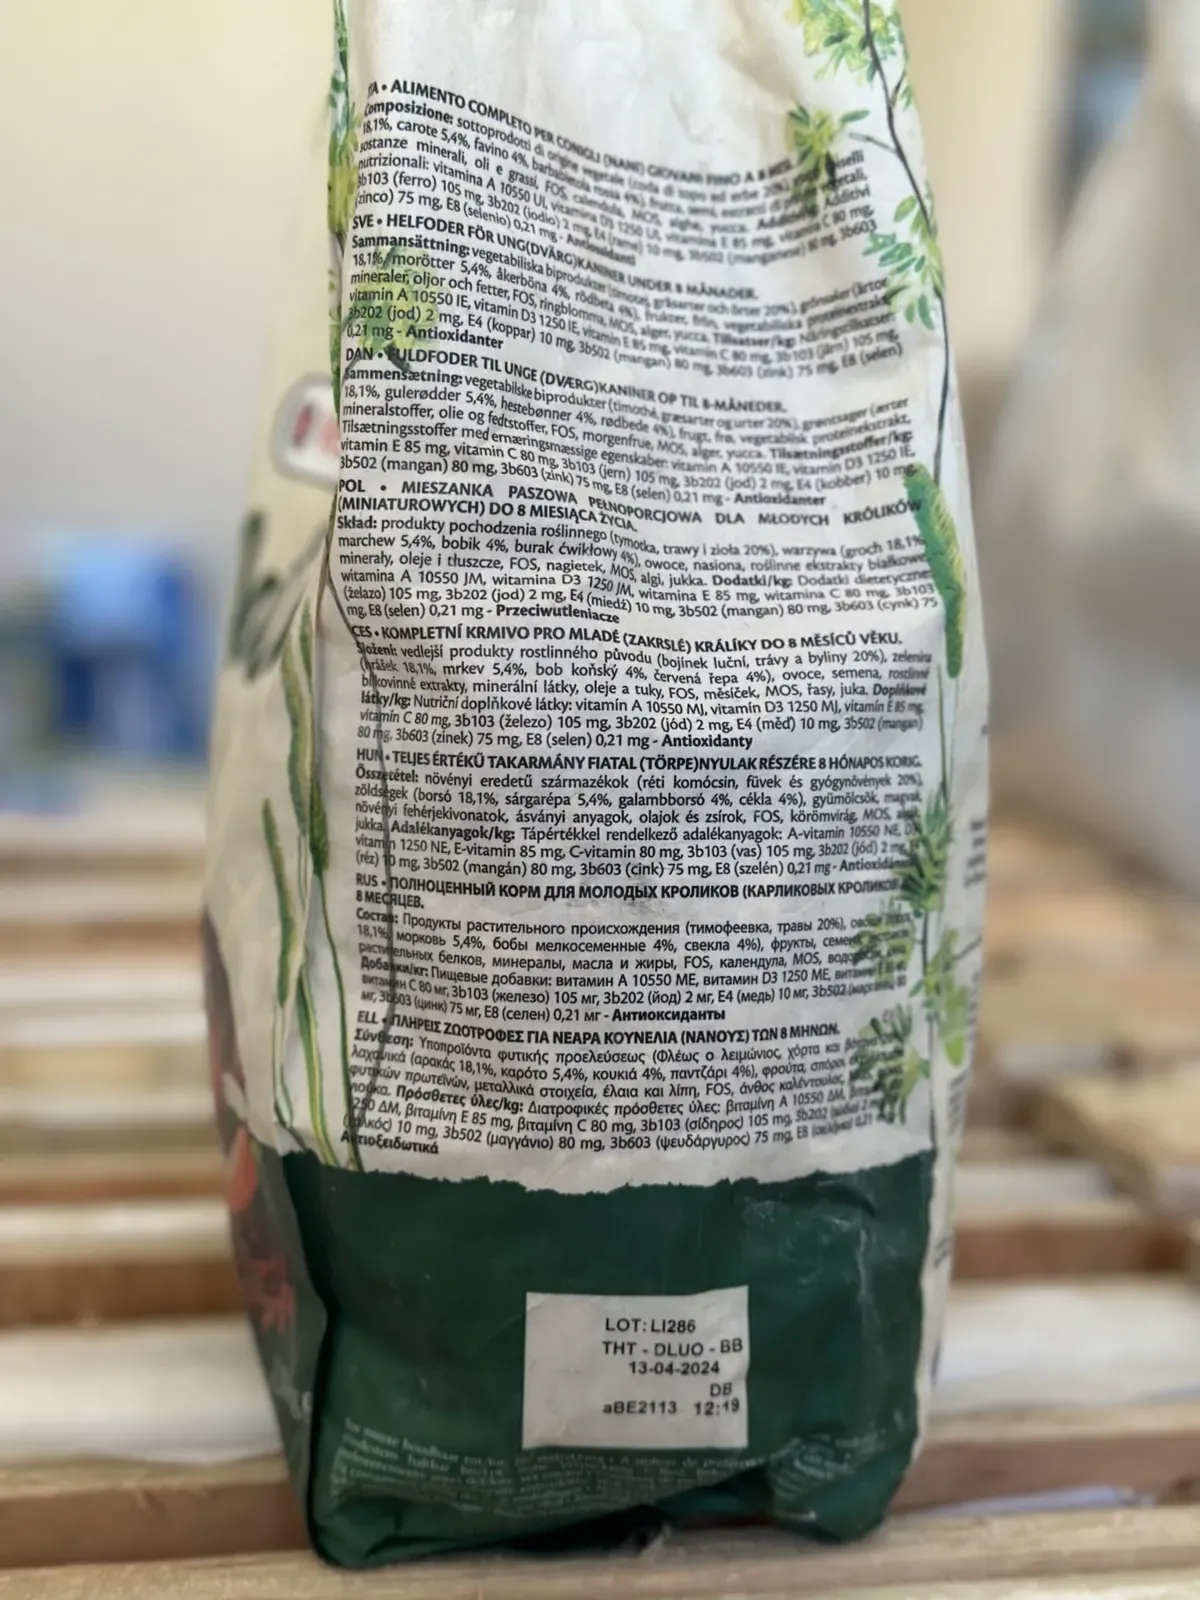 ITA • ALIMENTO COMPLETO PER CONIGLI (NANI) GIOVANI FINO A 8 MESI.
Composizione: sottoprodotti di origine vegetale (coda di topo ed erbe 20%), piselli
18,1%, carote 5,4%, favino 4%, barbabietola rossa 4%), frutta, semi, estratti di vegetali,
sostanze minerali, oli e grassi, FOS, calendula, MOS, alghe, yucca. Additivi Additivi
nutrizionali: vitamina A 10550 UI, vitamina D3 1250 UI, vitamina E 85 mg, vitamina C 80 mg,
3b103 (ferro) 105 mg, 3b202 (iodio) 2 mg, E4 (rame) 10 mg, 3b502 (manganese) 80 mg, 3b603
(zinco) 75 mg, E8 (selenio) 0,21 mg - Antiossidanti
SVE • HELFODER FÖR UNG(DVÄRG)KANINER UNDER 8 MÅNADER.
Sammansättning: vegetabiliska biprodukter (timotej, gräsarter och örter 20%), grönsaker (ärtor
18,1%, morötter 5,4%, åkerböna 4%, rödbeta 4%), frukter, frön, vegetabiliska proteinextrakt,
mineraler, oljor och fetter, FOS, ringblomma, MOS, alger, yucca. Tillsatser/kg: Näringstillsatser:
vitamin A 10550 IE, vitamin D3 1250 IE, vitamin E 85 mg, vitamin C 80 mg, 3b103 (järn) 105 mg,
3b202 (jod) 2 mg, E4 (koppar) 10 mg, 3b502 (mangan) 80 mg, 3b603 (zink) 75 mg, E8 (selen)
0,21 mg - Antioxidanter
DAN • FULDFODER TIL UNGE (DVÆRG)KANINER OP TIL 8-MÅNEDER.
Sammensætning: vegetabilske biprodukter (timothé, græsarter og urter 20%), grøntsager (ærter
18,1%, gulerødder 5,4%, hestebønner 4%, rødbede 4%), frugt, frø, vegetabilsk proteinekstrakt,
mineralstoffer, olie og fedtstoffer, FOS, morgenfrue, MOS, alger, yucca. Tilsætningsstoffer/kg:
Tilsætningsstoffer med ernæringsmæssige egenskaber: vitamin A 10550 IE, vitamin D3 1250 IE,
vitamin E 85 mg, vitamin C 80 mg, 3b103 (jern) 105 mg, 3b202 (jod) 2 mg, E4 (kobber) 10 mg,
3b502 (mangan) 80 mg, 3b603 (zink) 75 mg, E8 (selen) 0,21 mg - Antioxidanter
POL • MIESZANKA PASZOWA PEŁNOPORCJOWA DLA MŁODYCH KRÓLIKÓW
(MINIATUROWYCH) DO 8 MIESIĄCA ŻYCIA.
Skład: produkty pochodzenia roślinnego (tymotka, trawy i zioła 20%), warzywa (groch 18,1%
marchew 5,4%, bobik 4%, burak ćwikłowy 4%), owoce, nasiona, roślinne ekstrakty białkowe,
minerały, oleje i tłuszcze, FOS, nagietek, MOS, algi, jukka. Dodatki/kg: Dodatki dietetyczne:
witamina A 10550 JM, witamina D3 1250 JM, witamina E 85 mg, witamina C 80 mg, 3b103
(żelazo) 105 mg, 3b202 (jod) 2 mg, E4 (miedź) 10 mg, 3b502 (mangan) 80 mg, 3b603 (cynk) 75
mg, E8 (selen) 0,21 mg - Przeciwutleniacze
CES • KOMPLETNÍ KRMIVO PRO MLADÉ (ZAKRSLÉ) KRÁLÍKY DO 8 MĚSÍCŮ VĚKU.
Složení: vedlejší produkty rostlinného původu (bojínek luční, trávy a byliny 20%), zelenina
(hrášek 18,1%, mrkev 5,4%, bob koňský 4%, červená řepa 4%), ovoce, semena, rostlinné
bílkovinné extrakty, minerální látky, oleje a tuky, FOS, měsíček, MOS, řasy, juka. Doplňkové
látky/kg: Nutriční doplňkové látky: vitamín A 10550 MJ, vitamín D3 1250 MJ, vitamín E 85 mg,
vitamín C 80 mg, 3b103 (železo) 105 mg, 3b202 (jód) 2 mg, E4 (měď) 10 mg, 3b502 (mangan)
80 mg, 3b603 (zinek) 75 mg, E8 (selen) 0,21 mg - Antioxidanty
HUN • TELJES ÉRTÉKŰ TAKARMÁNY FIATAL (TÖRPE)NYULAK RÉSZÉRE 8 HÓNAPOS KORIG.
Összetétel: növényi eredetű származékok (réti komócsin, füvek és gyógynövények 20%),
zöldségek (borsó 18,1%, sárgarépa 5,4%, galambborsó 4%, cékla 4%), gyümölcsök, magvak,
növényi fehérjekivonatok, ásványi anyagok, olajok és zsírok, FOS, körömvirág, MOS, algák,
jukka. Adalékanyagok/kg: Tápértékkel rendelkező adalékanyagok: A-vitamin 10550 NE, D3
vitamin 1250 NE, E-vitamin 85 mg, C-vitamin 80 mg, 3b103 (vas) 105 mg, 3b202 (jód) 2 mg,
(réz) 10 mg, 3b502 (mangán) 80 mg, 3b603 (cink) 75 mg, E8 (szelén) 0,21 mg - Antioxidáns
RUS • ПОЛНОЦЕННЫЙ КОРМ ДЛЯ МОЛОДЫХ КРОЛИКОВ (КАРЛИКОВЫХ КРОЛИКОВ
8 МЕСЯЦЕВ.
Состав: Продукты растительного происхождения (тимофеевка, травы 20%), овощи
18,1%, морковь 5,4%, бобы мелкосеменные 4%, свекла 4%), фрукты, семена,
растительных белков, минералы, масла и жиры, FOS, календула, MOS,
Добавки/кг: Пищевые добавки: витамин A 10550 ME, витамин D3 1250 ME, витамин
витамин C 80 мг, 3b103 (железо) 105 мг, 3b202 (йод) 2 мг, E4 (медь) 10 мг, 3b502
мг, 3b603 (цинк) 75 мг, E8 (селен) 0,21 мг - Антиоксиданты
ELL • ΠΛΗΡΕΙΣ ΖΩΟΤΡΟΦΕΣ ΓΙΑ ΝΕΑΡΑ ΚΟΥΝΕΛΙΑ (ΝΑΝΟΥΣ) ΤΩΝ 8 ΜΗΝΩΝ.
Σύνθεση: Υποπροϊόντα φυτικής προελεύσεως (Φλέως ο λειμώνιος, χόρτα και
λαχανικά (αρακάς 18,1%, καρότο 5,4%, κουκιά 4%, παντζάρι 4%), φρούτα, σπόροι,
φυτικών πρωτεϊνών, μεταλλικά στοιχεία, έλαια και λίπη, FOS, άνθος καλέντουλας,
γιούκα. Πρόσθετες ύλες/kg: Διατροφικές πρόσθετες ύλες: βιταμίνη A 10550 ΔΜ,
1250 ΔΜ, βιταμίνη E 85 mg, βιταμίνη C 80 mg, 3b103 (σίδηρος) 105 mg, 3b202
(χαλκός) 10 mg, 3b502 (μαγγάνιο) 80 mg, 3b603 (ψευδάργυρος) 75 mg, E8
Αντιοξειδωτικά
LOT: LI286
THT - DLUO - BB
13-04-2024
DB
aBE2113 12:19